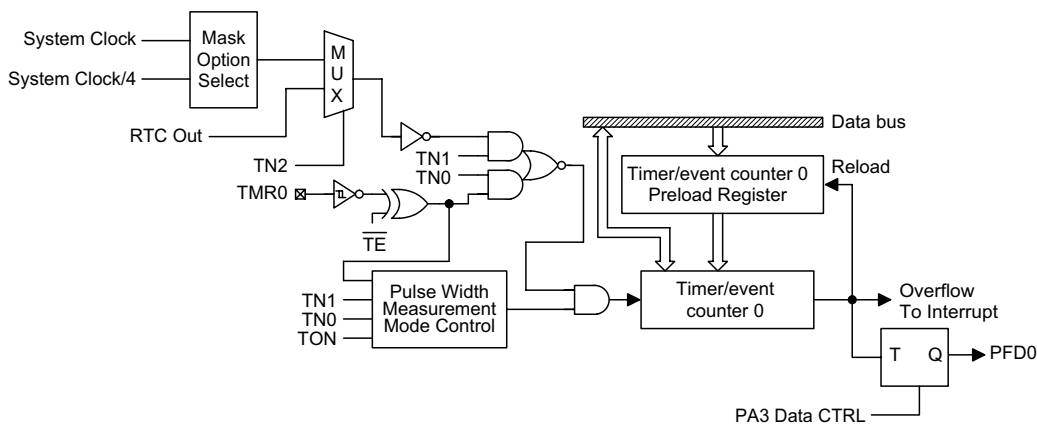 System Clock
System Clock/4
Mask
Option
Select
M
U
X
RTC Out
TN2
TN1
TN0
TMR0
TE
Data bus
Timer/event counter 0
Preload Register
Reload
TN1
TN0
TON
Pulse Width
Measurement
Mode Control
Timer/event
counter 0
Overflow
To Interrupt
T Q
PFD0
PA3 Data CTRL